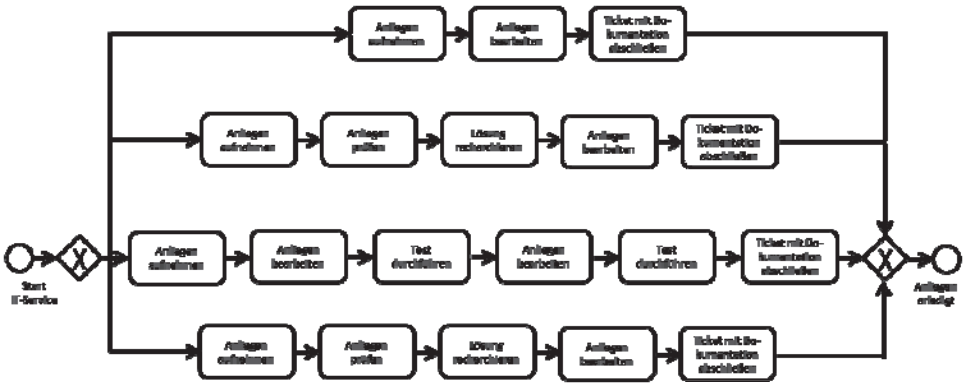 Anliegen
aufnehmen
Anliegen
bearbeiten
Ticket mit Do-
kumentation
abschließen
Anliegen
aufnehmen
Anliegen
prüfen
Lösung
recherchieren
Anliegen
bearbeiten
Ticket mit Do-
kumentation
abschließen
Start
IT-Service
X
Anliegen
aufnehmen
Anliegen
bearbeiten
Test
durchführen
Anliegen
bearbeiten
Test
durchführen
Ticket mit Do-
kumentation
abschließen
X
Anliegen
erledigt
Anliegen
aufnehmen
Anliegen
prüfen
Lösung
recherchieren
Anliegen
bearbeiten
Ticket mit Do-
kumentation
abschließen